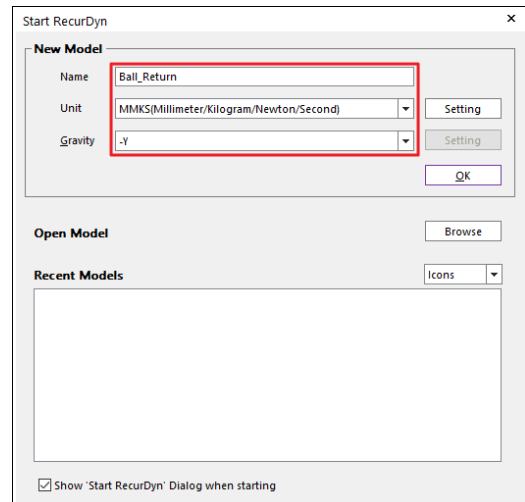 Start RecurDyn
New Model
Name Ball_Return
Unit MMKS(Millimeter/Kilogram/Newton/Second) Setting
Gravity -Y Setting
OK
Open Model Browse
Recent Models Icons
Show 'Start RecurDyn' Dialog when starting